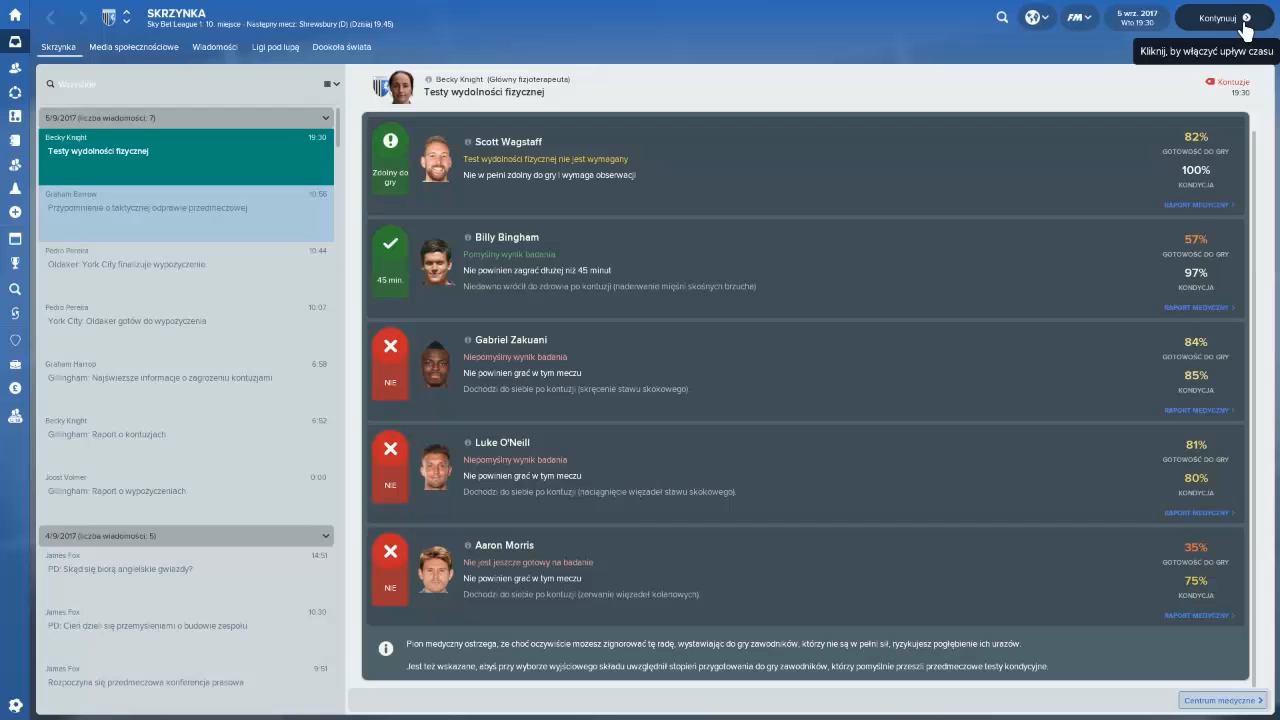 SKRZYNKA
Sky Bet League 1: 10. miejsce - Następny mecz: Shrewsbury (D) (Dzisiaj 19:45)
FM
5 wrz. 2017
Wto 19:30
Kontynuuj
Skrzynka Media społecznościowe Wiadomości Ligi pod lupą Dookoła świata
Kliknij, by włączyć upływ czasu
Wszystkie
5/9/2017 (liczba wiadomości: 7)
Becky Knight 19:30
Testy wydolności fizycznej
Graham Barrow 10:56
Przypomnienie o taktycznej odprawie przedmeczowej
Pedro Pereira 10:44
Oldaker: York City finalizuje wypożyczenie
Pedro Pereira 10:07
York City: Oldaker gotów do wypożyczenia
Graham Harrop 6:58
Gillingham: Najświeższe informacje o zagrożeniu kontuzjami
Becky Knight 6:52
Gillingham: Raport o kontuzjach
Joost Volmer 0:00
Gillingham: Raport o wypożyczeniach
4/9/2017 (liczba wiadomości: 5)
James Fox 14:51
PD: Skąd się biorą angielskie gwiazdy?
James Fox 10:30
PD: Cień dzieli się przemyśleniami o budowie zespołu
James Fox 9:51
Rozpoczyna się przedmeczowa konferencja prasowa
Becky Knight (Główny fizjoterapeuta)
Testy wydolności fizycznej
Kontuzje
19:30
Zdolny do
gry
Scott Wagstaff
Test wydolności fizycznej nie jest wymagany
Nie w pełni zdolny do gry i wymaga obserwacji
82%
GOTOWOŚĆ DO GRY
100%
KONDYCJA
RAPORT MEDYCZNY
45 min.
Billy Bingham
Pomyślny wynik badania
Nie powinien zagrać dłużej niż 45 minut
Niedawno wrócił do zdrowia po kontuzji (naderwanie mięśni skośnych brzucha)
57%
GOTOWOŚĆ DO GRY
97%
KONDYCJA
RAPORT MEDYCZNY
NIE
Gabriel Zakuani
Niepomyślny wynik badania
Nie powinien grać w tym meczu
Dochodzi do siebie po kontuzji (skręcenie stawu skokowego).
84%
GOTOWOŚĆ DO GRY
85%
KONDYCJA
RAPORT MEDYCZNY
NIE
Luke O'Neill
Niepomyślny wynik badania
Nie powinien grać w tym meczu
Dochodzi do siebie po kontuzji (naciągnięcie więzadeł stawu skokowego).
81%
GOTOWOŚĆ DO GRY
80%
KONDYCJA
RAPORT MEDYCZNY
NIE
Aaron Morris
Nie jest jeszcze gotowy na badanie
Nie powinien grać w tym meczu
Dochodzi do siebie po kontuzji (zerwanie więzadeł kolanowych).
35%
GOTOWOŚĆ DO GRY
75%
KONDYCJA
RAPORT MEDYCZNY
Pion medyczny ostrzega, że choć oczywiście możesz zignorować tę radę, wystawiając do gry zawodników, którzy nie są w pełni sił, ryzykujesz pogłębienie ich urazów.
Jest też wskazane, abyś przy wyborze wyjściowego składu uwzględnił stopień przygotowania do gry zawodników, którzy pomyślnie przeszli przedmeczowe testy kondycyjne.
Centrum medyczne